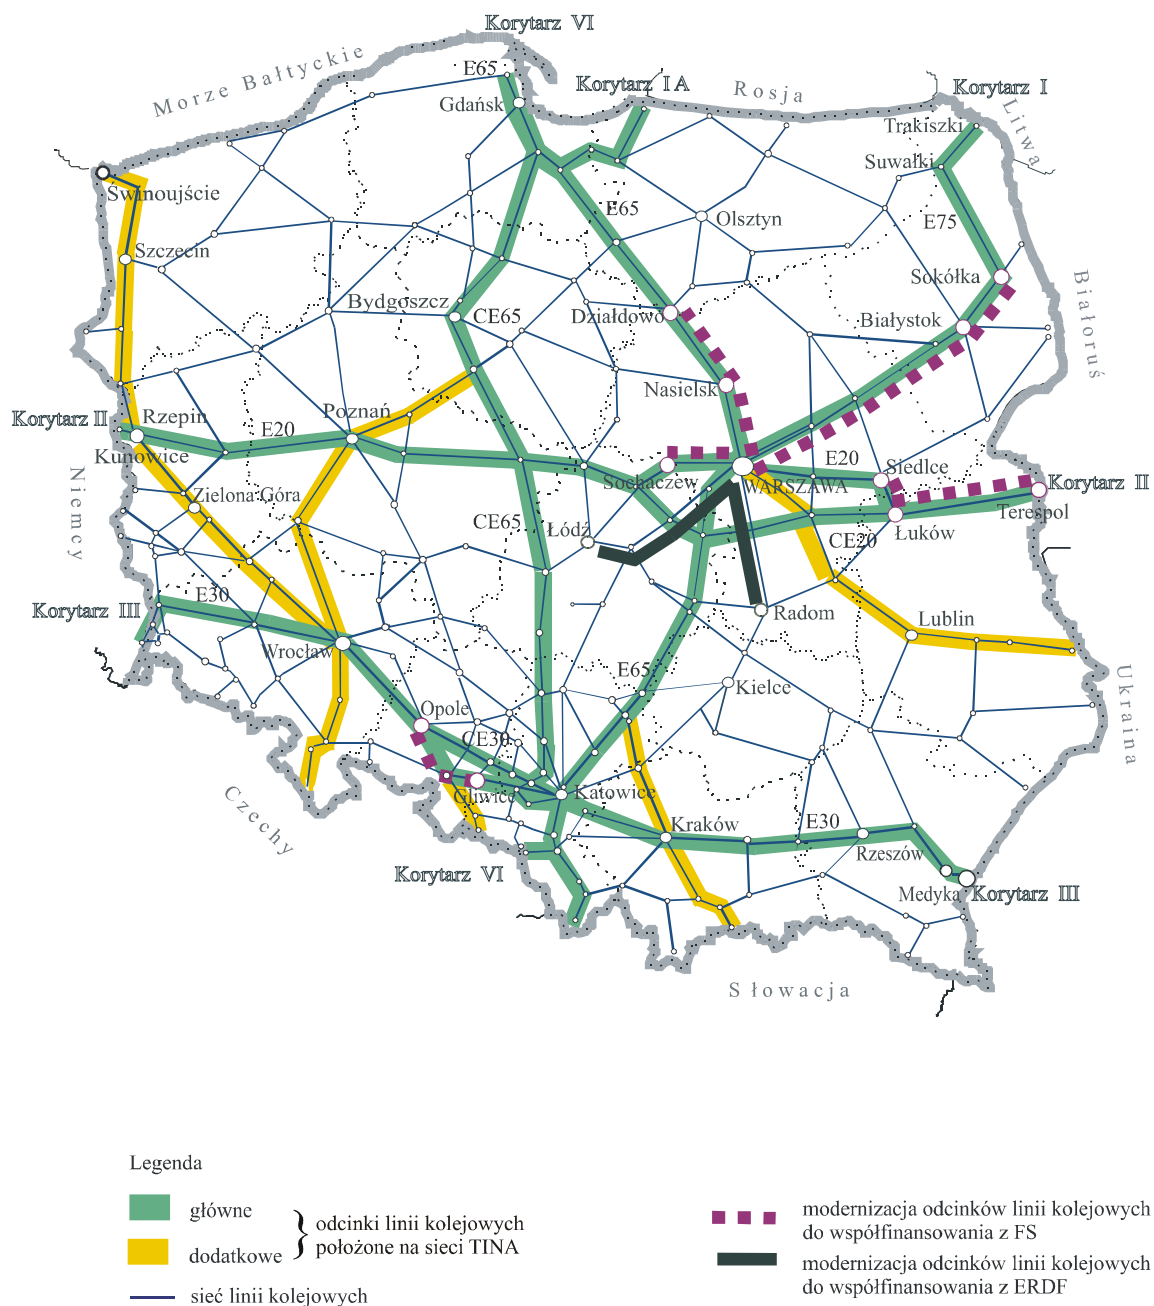 Korytarz VI
Morze Bałtyckie
E65
Gdańsk
Korytarz I A
Rosja
Korytarz I
Litwa
Trakiszki
Suwałki
Świnoujście
E65
Olsztyn
E75
Szczecin
Sokółka
Białoruś
Bydgoszcz
CE65
Działdowo
Białystok
Nasielsk
Korytarz II
Rzepin
Poznań
E20
Kunowice
Niemcy
Sochaczew
WARSZAWA
E20
Siedlce
Korytarz II
Terespol
Zielona Góra
CE65
Łódź
Łuków
CE20
Korytarz III
E30
Radom
Lublin
Wrocław
E65
Kielce
Ukraina
Opole
CE30
Gliwice
Katowice
Czechy
Kraków
E30
Rzeszów
Korytarz VI
Medyka
Korytarz III
Słowacja
Legenda
główne
dodatkowe
} odcinki linii kolejowych
położone na sieci TINA
sieć linii kolejowych
modernizacja odcinków linii kolejowych
do współfinansowania z FS
modernizacja odcinków linii kolejowych
do współfinansowania z ERDF